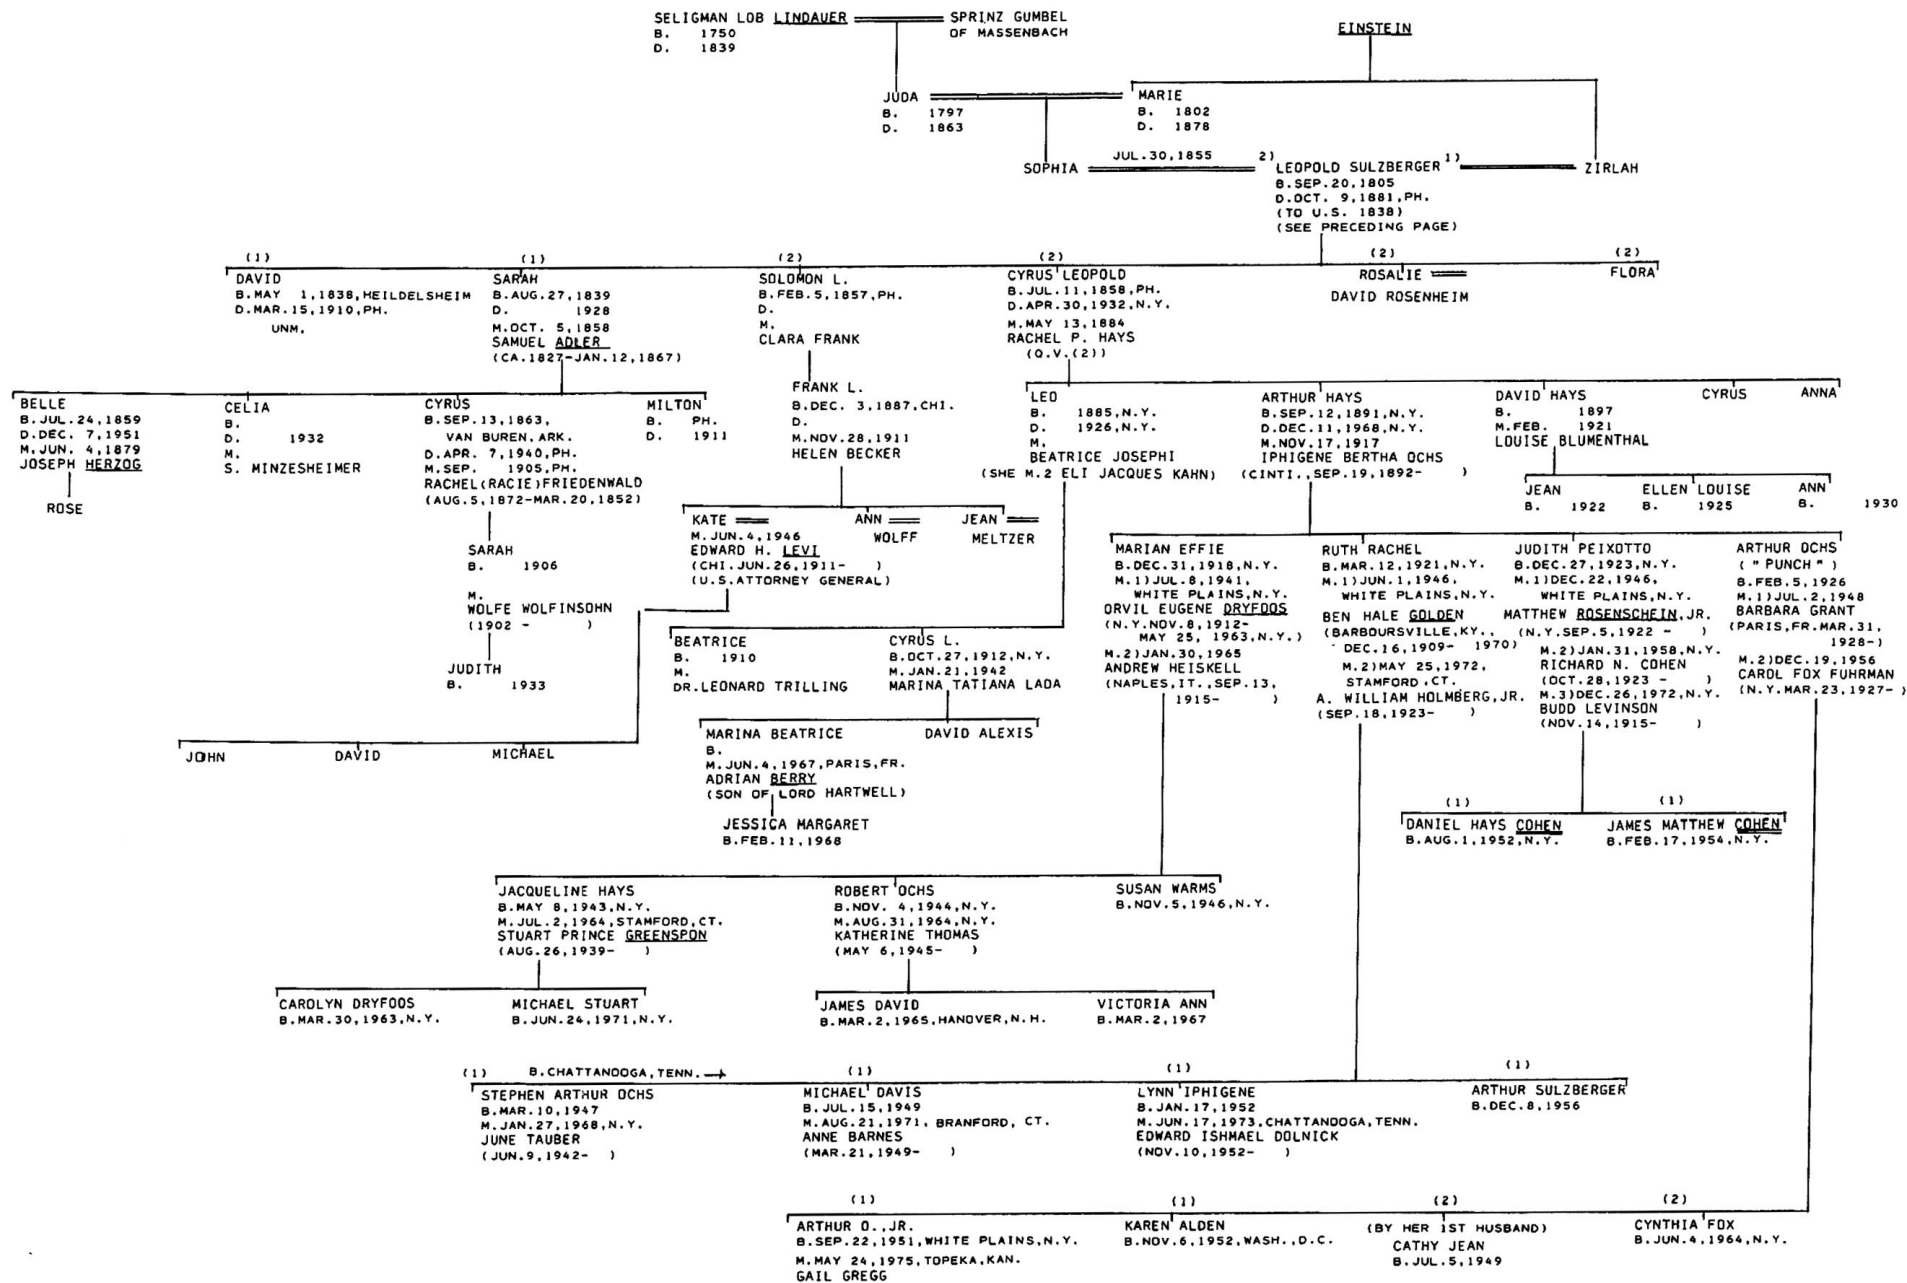 SELIGMAN LOB LINDAUER
B. 1750
D. 1839
SPRINZ GUMBEL
OF MASSENBACH
EINSTEIN
JUDA
B. 1797
D. 1863
MARIE
B. 1802
D. 1878
SOPHIA
JUL.30,1855
2)
LEOPOLD SULZBERGER
1)
B.SEP.20,1805
D.OCT. 9,1881,PH.
(TO U.S. 1838)
(SEE PRECEDING PAGE)
ZIRLAH
(1)
DAVID
B.MAY 1,1838,HEILDELSHEIM
D.MAR.15,1910,PH.
UNM.
(1)
SARAH
B.AUG.27,1839
D. 1928
M.OCT. 5,1858
SAMUEL ADLER
(CA.1827-JAN.12,1867)
(2)
SOLOMON L.
B.FEB.5,1857,PH.
D.
M.
CLARA FRANK
(2)
CYRUS LEOPOLD
B.JUL.11,1858,PH.
D.APR.30,1932,N.Y.
M.MAY 13,1884
RACHEL P. HAYS
(Q.V.(2))
(2)
ROSALIE
DAVID ROSENHEIM
(2)
FLORA
BELLE
B.JUL.24,1859
D.DEC. 7,1951
M.JUN. 4,1879
JOSEPH HERZOG
ROSE
CELIA
B.
D. 1932
M.
S. MINZESHEIMER
CYRUS
B.SEP.13,1863,
VAN BUREN,ARK.
D.APR. 7,1940,PH.
M.SEP. 1905,PH.
RACHEL(RACIE)FRIEDENWALD
(AUG.5,1872-MAR.20,1852)
MILTON
B. PH.
D. 1911
SARAH
B. 1906
M.
WOLFE WOLFINSOHN
(1902 - )
JUDITH
B. 1933
FRANK L.
B.DEC. 3,1887,CHI.
D.
M.NOV.28,1911
HELEN BECKER
LEO
B. 1885,N.Y.
D. 1926,N.Y.
M.
BEATRICE JOSEPHI
(SHE M.2 ELI JACQUES KAHN)
ARTHUR HAYS
B.SEP.12,1891,N.Y.
D.DEC.11,1968,N.Y.
M.NOV.17,1917
IPHIGENE BERTHA OCHS
(CINTI.,SEP.19,1892- )
DAVID HAYS
B. 1897
M.FEB. 1921
LOUISE BLUMENTHAL
CYRUS
ANNA
JEAN
B. 1922
ELLEN LOUISE
B. 1925
ANN
B. 1930
KATE
M.JUN.4,1946
EDWARD H. LEVI
(CHI.JUN.26,1911- )
(U.S.ATTORNEY GENERAL)
ANN
WOLFF
JEAN
MELTZER
MARIAN EFFIE
B.DEC.31,1918,N.Y.
M.1)JUL.8,1941,
WHITE PLAINS,N.Y.
ORVIL EUGENE DRYFOOS
(N.Y.NOV.8,1912-
MAY 25, 1963,N.Y.)
M.2)JAN.30,1965
ANDREW HEISKELL
(NAPLES,IT.,SEP.13,
1915- )
RUTH RACHEL
B.MAR.12,1921,N.Y.
M.1)JUN.1,1946,
WHITE PLAINS,N.Y.
BEN HALE GOLDEN
(BARBOURSVILLE,KY.,
DEC.16,1909- 1970)
M.2)MAY 25,1972,
STAMFORD,CT.
A. WILLIAM HOLMBERG,JR.
(SEP.18,1923- )
JUDITH PEIXOTTO
B.DEC.27,1923,N.Y.
M.1)DEC.22,1946,
WHITE PLAINS,N.Y.
MATTHEW ROSENSCHEIN,JR.
(N.Y.SEP.5,1922 - )
M.2)JAN.31,1958,N.Y.
RICHARD N. COHEN
(OCT.28,1923 - )
M.3)DEC.26,1972,N.Y.
BUDD LEVINSON
(NOV.14,1915- )
ARTHUR OCHS
("PUNCH")
B.FEB.5,1926
M.1)JUL.2,1948
BARBARA GRANT
(PARIS,FR.MAR.31,
1928-)
M.2)DEC.19,1956
CAROL FOX FUHRMAN
(N.Y.MAR.23,1927- )
BEATRICE
B. 1910
M.
DR.LEONARD TRILLING
CYRUS L.
B.OCT.27,1912,N.Y.
M.JAN.21,1942
MARINA TATIANA LADA
JOHN
DAVID
MICHAEL
MARINA BEATRICE
B.
M.JUN.4,1967,PARIS,FR.
ADRIAN BERRY
(SON OF LORD HARTWELL)
DAVID ALEXIS
JESSICA MARGARET
B.FEB.11,1968
(1)
DANIEL HAYS COHEN
B.AUG.1,1952,N.Y.
(1)
JAMES MATTHEW COHEN
B.FEB.17,1954,N.Y.
JACQUELINE HAYS
B.MAY 8,1943,N.Y.
M.JUL.2,1964,STAMFORD,CT.
STUART PRINCE GREENSPON
(AUG.26,1939- )
ROBERT OCHS
B.NOV. 4,1944,N.Y.
M.AUG.31,1964,N.Y.
KATHERINE THOMAS
(MAY 6,1945- )
SUSAN WARMS
B.NOV.5,1946,N.Y.
CAROLYN DRYFOOS
B.MAR.30,1963,N.Y.
MICHAEL STUART
B.JUN.24,1971,N.Y.
JAMES DAVID
B.MAR.2,1965,HANOVER,N.H.
VICTORIA ANN
B.MAR.2,1967
(1) B.CHATTANOOGA,TENN.→
STEPHEN ARTHUR OCHS
B.MAR.10,1947
M.JAN.27,1968,N.Y.
JUNE TAUBER
(JUN.9,1942- )
(1)
MICHAEL DAVIS
B.JUL.15,1949
M.AUG.21,1971, BRANFORD, CT.
ANNE BARNES
(MAR.21,1949- )
(1)
LYNN IPHIGENE
B.JAN.17,1952
M.JUN.17,1973,CHATTANOOGA,TENN.
EDWARD ISHMAEL DOLNICK
(NOV.10,1952- )
(1)
ARTHUR SULZBERGER
B.DEC.8,1956
(1)
ARTHUR O.,JR.
B.SEP.22,1951,WHITE PLAINS,N.Y.
M.MAY 24,1975,TOPEKA,KAN.
GAIL GREGG
(1)
KAREN ALDEN
B.NOV.6,1952,WASH.,D.C.
(2)
(BY HER 1ST HUSBAND)
CATHY JEAN
B.JUL.5,1949
(2)
CYNTHIA FOX
B.JUN.4,1964,N.Y.